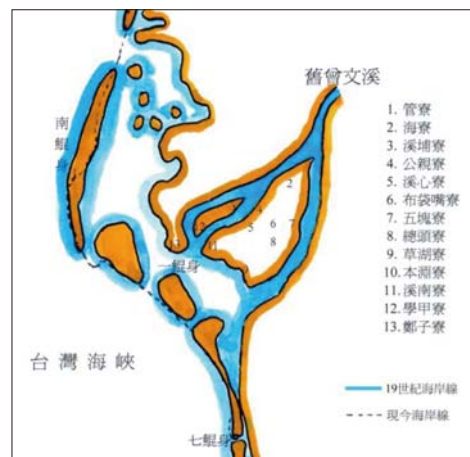 舊曾文溪
南鯤身
1. 管寮
2. 海寮
3. 溪埔寮
4. 公親寮
5. 溪心寮
6. 布袋嘴寮
7. 五塊寮
8. 總頭寮
9. 草湖寮
10. 本淵寮
11. 溪南寮
12. 學甲寮
13. 鄭子寮
2
5
6
7
8
一鯤身
台灣海峽
19世紀海岸線
現今海岸線
七鯤身